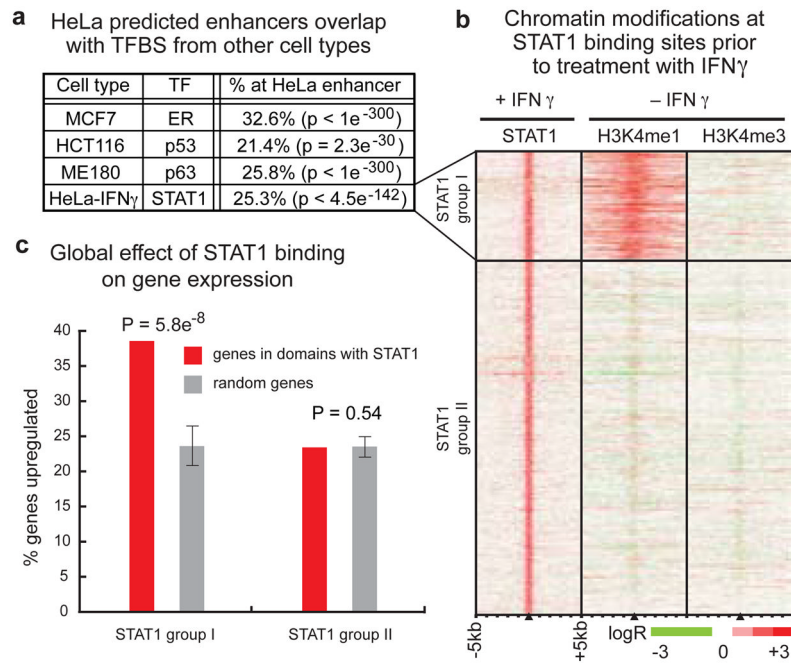 a
HeLa predicted enhancers overlap
with TFBS from other cell types
Cell type TF % at HeLa enhancer
MCF7 ER 32.6% (p < 1e-300)
HCT116 p53 21.4% (p = 2.3e-30)
ME180 p63 25.8% (p < 1e-300)
HeLa-IFNγ STAT1 25.3% (p < 4.5e-142)
b
Chromatin modifications at
STAT1 binding sites prior
to treatment with IFNγ
+ IFN γ – IFN γ
STAT1 H3K4me1 H3K4me3
STAT1
group I
STAT1
group II
-5kb
+5kb
logR
-3 0 +3
c
Global effect of STAT1 binding
on gene expression
% genes upregulated
40
35
30
25
20
15
10
5
0
P = 5.8e-8
genes in domains with STAT1
random genes
P = 0.54
STAT1 group I STAT1 group II